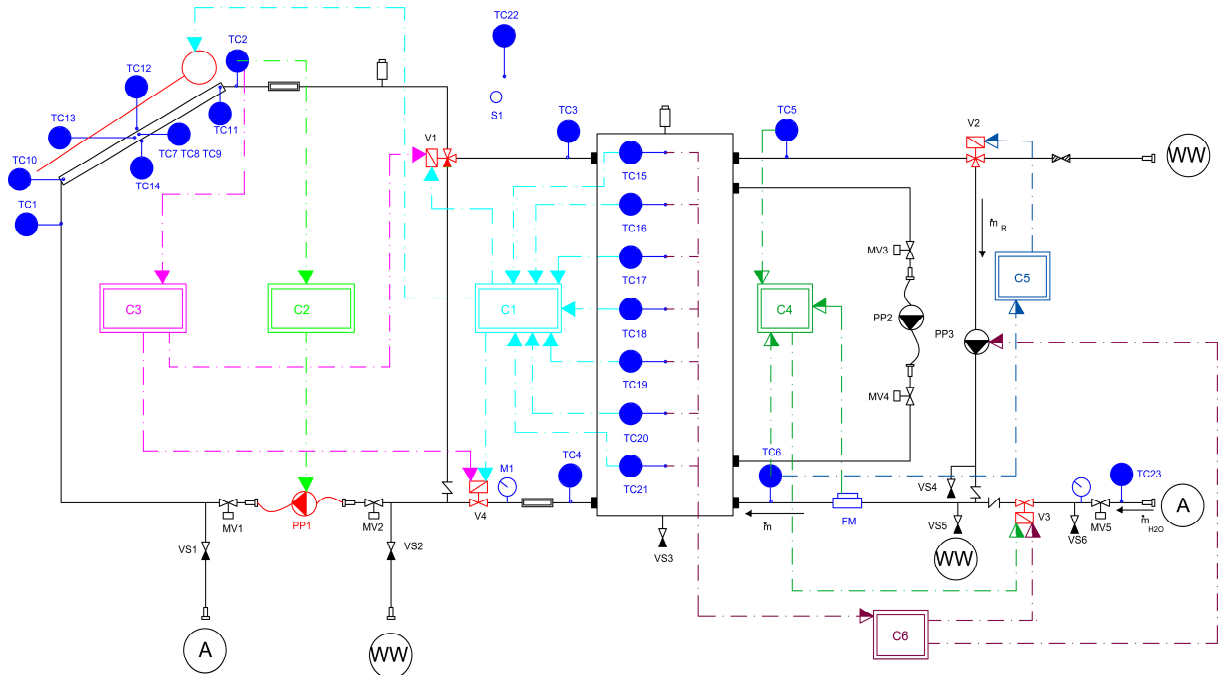 TC22
TC2
TC12
S1
TC13
TC11
TC3
TC5
V2
V1
TC7 TC8 TC9
TC10
TC14
TC15
WW
TC1
TC16
ṁ R
MV3
TC17
C5
C3
C2
C1
TC18
C4
PP2
PP3
TC19
MV4
TC20
TC21
M1
TC4
TC6
VS4
TC23
A
MV1
PP1
MV2
V4
ṁ
FM
VS5
V3
VS6
MV5
ṁ H2O
VS1
VS2
VS3
WW
A
WW
C6